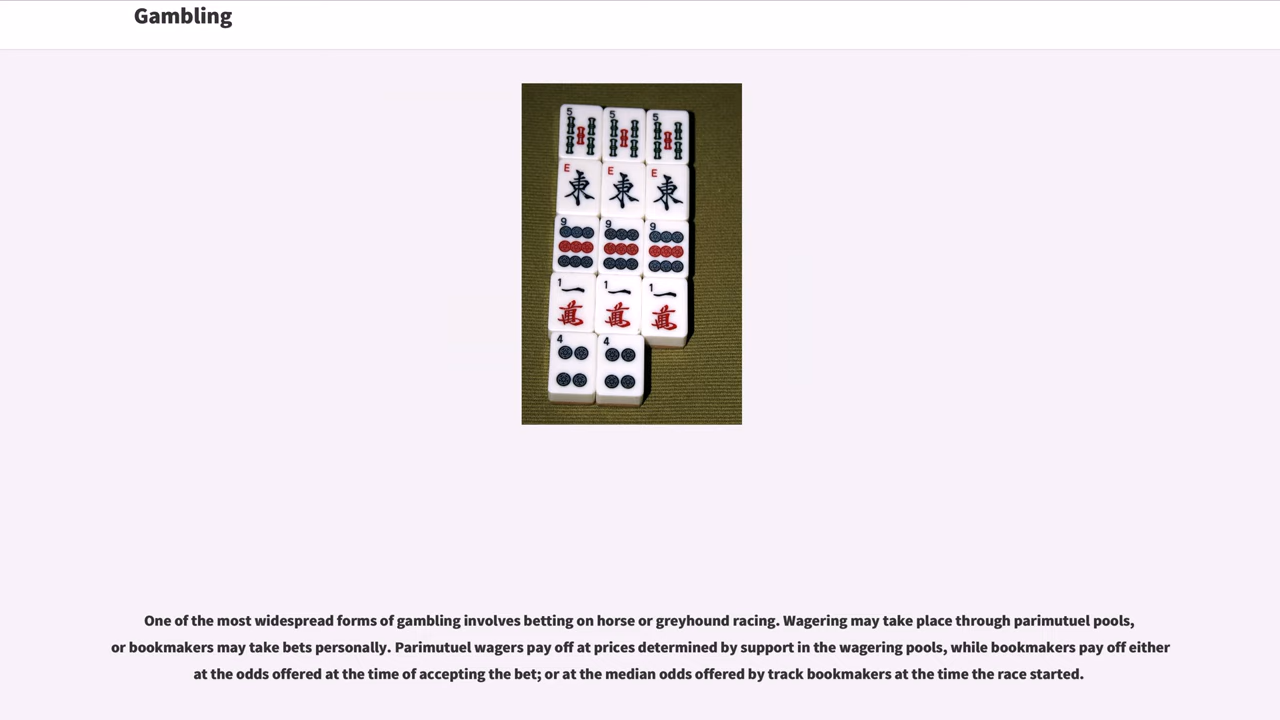 Gambling
5 5 5
E E E
東 東 東
9 9 9
1 1 1
一 一 一
萬 萬 萬
4 4
One of the most widespread forms of gambling involves betting on horse or greyhound racing. Wagering may take place through parimutuel pools,
or bookmakers may take bets personally. Parimutuel wagers pay off at prices determined by support in the wagering pools, while bookmakers pay off either
at the odds offered at the time of accepting the bet; or at the median odds offered by track bookmakers at the time the race started.